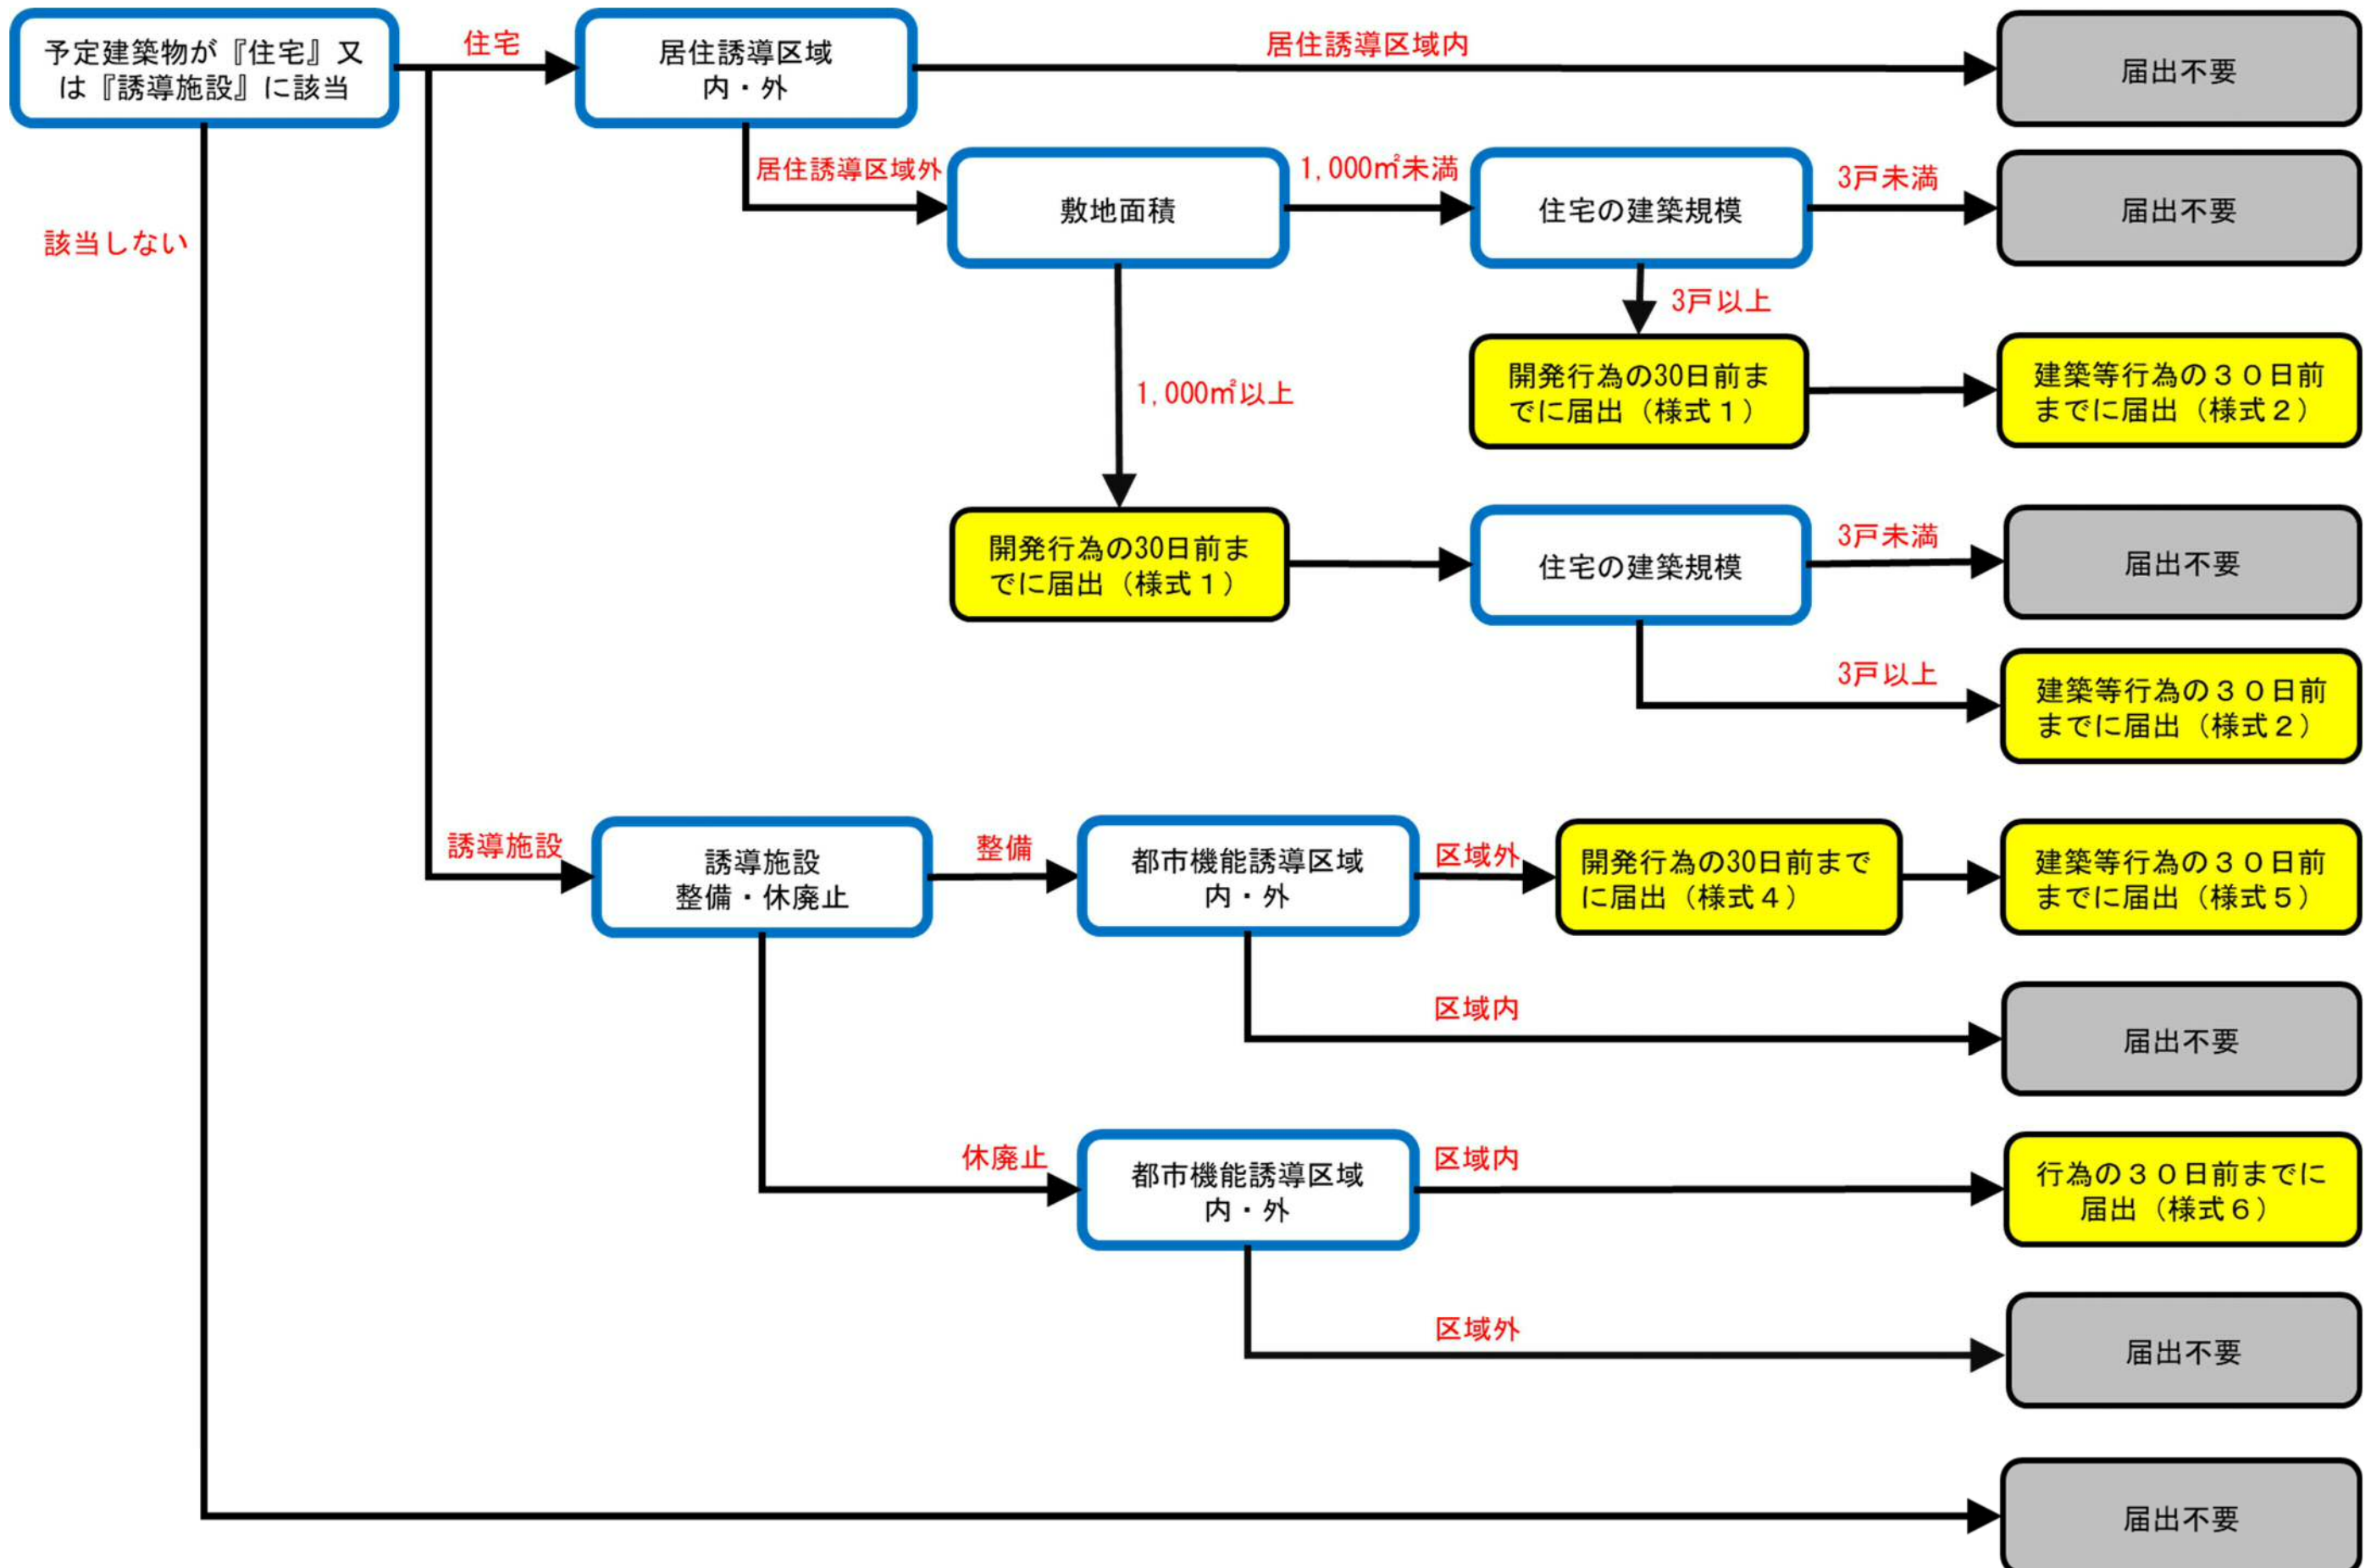 予定建築物が『住宅』又
は『誘導施設』に該当
住宅
居住誘導区域
内・外
居住誘導区域内
届出不要
居住誘導区域外
敷地面積
1,000㎡未満
住宅の建築規模
3戸未満
届出不要
該当しない
3戸以上
開発行為の30日前ま
でに届出（様式１）
建築等行為の３０日前
までに届出（様式２）
1,000㎡以上
開発行為の30日前ま
でに届出（様式１）
住宅の建築規模
3戸未満
届出不要
3戸以上
建築等行為の３０日前
までに届出（様式２）
誘導施設
誘導施設
整備・休廃止
整備
都市機能誘導区域
内・外
区域外
開発行為の30日前まで
に届出（様式４）
建築等行為の３０日前
までに届出（様式５）
区域内
届出不要
休廃止
都市機能誘導区域
内・外
区域内
行為の３０日前までに
届出（様式６）
区域外
届出不要
届出不要